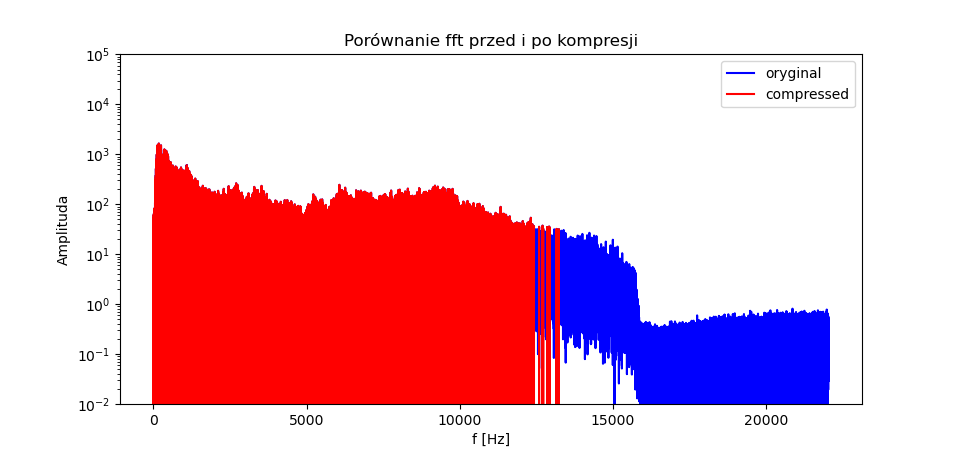 Porównanie fft przed i po kompresji
10^5
10^4
10^3
10^2
10^1
10^0
10^−1
10^−2
Amplituda
oryginal
compressed
0 5000 10000 15000 20000
f [Hz]